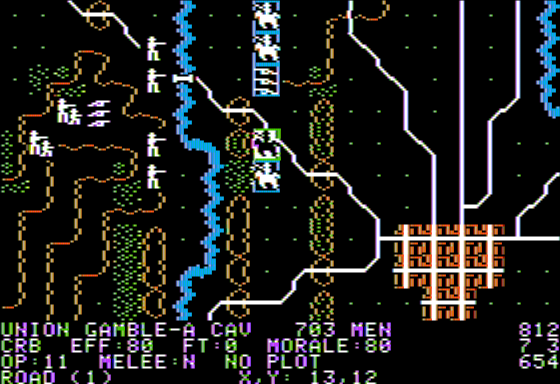 UNION GAMBLE-A CAV 703 MEN 812
CRB EFF:80 FT:0 MORALE:80 7 3
OP:11 MELEE:N NO PLOT 654
ROAD (1) X,Y: 13,12